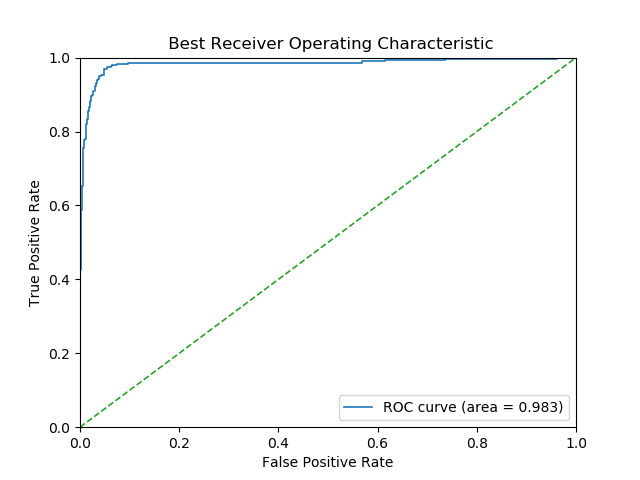 Best Receiver Operating Characteristic
1.0
0.8
0.6
0.4
0.2
0.0
True Positive Rate
ROC curve (area = 0.983)
0.0 0.2 0.4 0.6 0.8 1.0
False Positive Rate